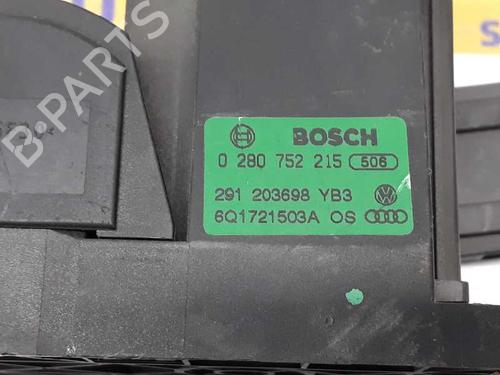 B-PARTS
BOSCH
0 280 752 215 506
291 203698 YB3
6Q1721503A OS